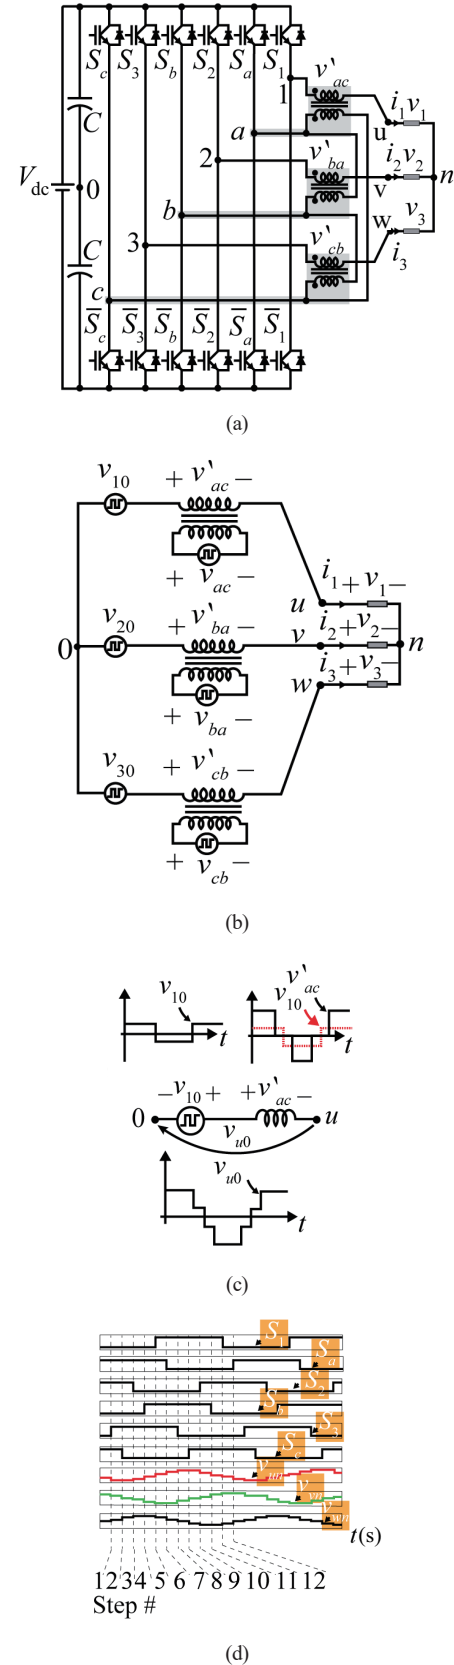 S_c S_3 S_b S_2 S_a S_1
v'_ac
1
i_1 v_1
C
u
a
V_dc
0
2
v'_ba
i_2 v_2
n
v
b
w
v_3
C
3
v'_cb
i_3
c
S̅_c S̅_3 S̅_b S̅_2 S̅_a S̅_1
(a)
v_10
+ v'_ac −
+ v_ac −
i_1 + v_1 −
u
v_20
+ v'_ba −
i_2 + v_2 −
0
v
n
i_3 + v_3 −
w
+ v_ba −
v_30
+ v'_cb −
+ v_cb −
(b)
v_10
t
v'_ac
v_10
t
− v_10 + + v'_ac −
0
u
v_u0
v_u0
t
(c)
S_1
S_a
S_2
S_b
S_3
S_c
v_un
v_vn
v_wn
t(s)
1 2 3 4 5 6 7 8 9 10 11 12
Step #
(d)